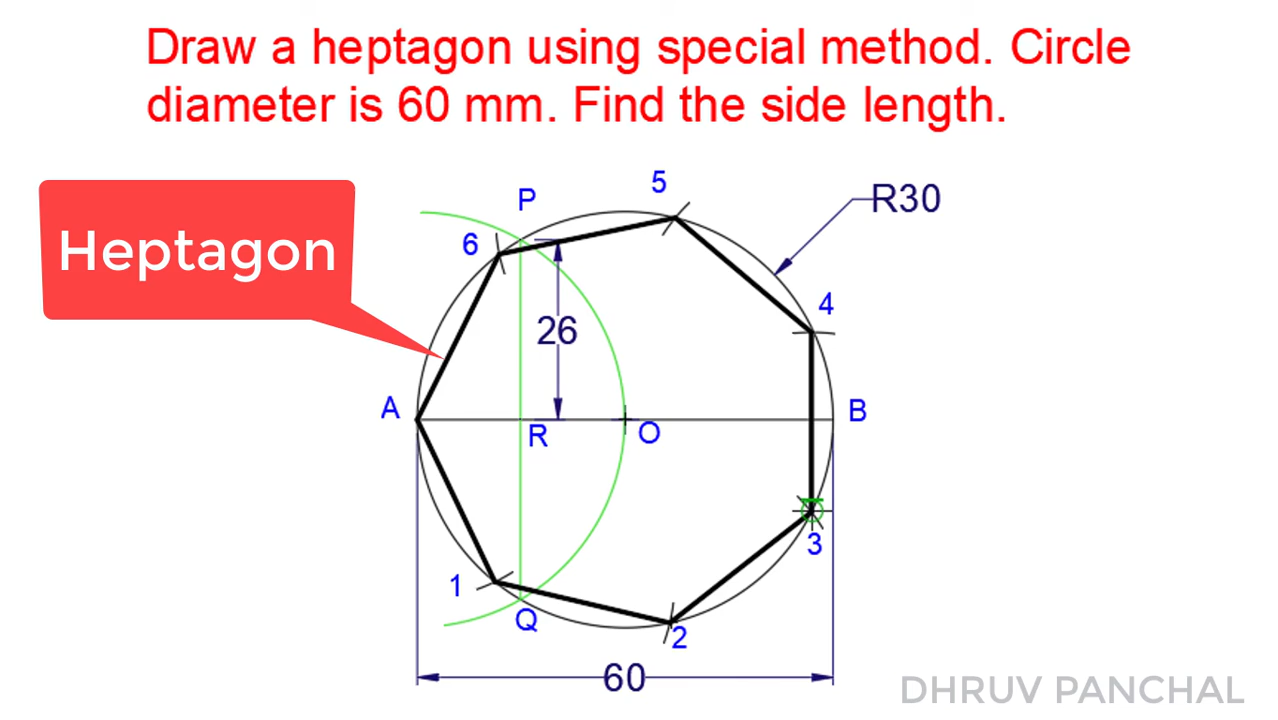 Draw a heptagon using special method. Circle
diameter is 60 mm. Find the side length.
Heptagon
P
5
R30
6
4
26
A
B
R
O
3
1
Q
2
60
DHRUV PANCHAL